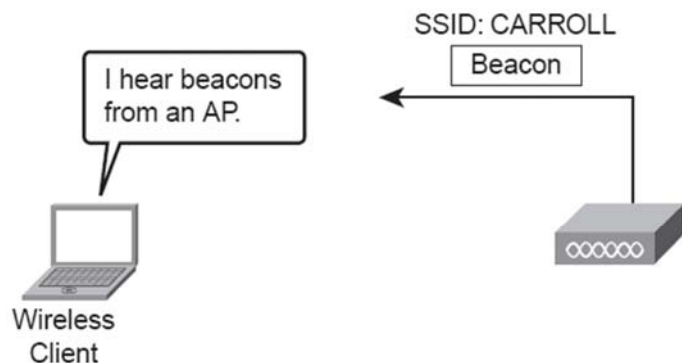 SSID: CARROLL
Beacon
I hear beacons
from an AP.
Wireless
Client